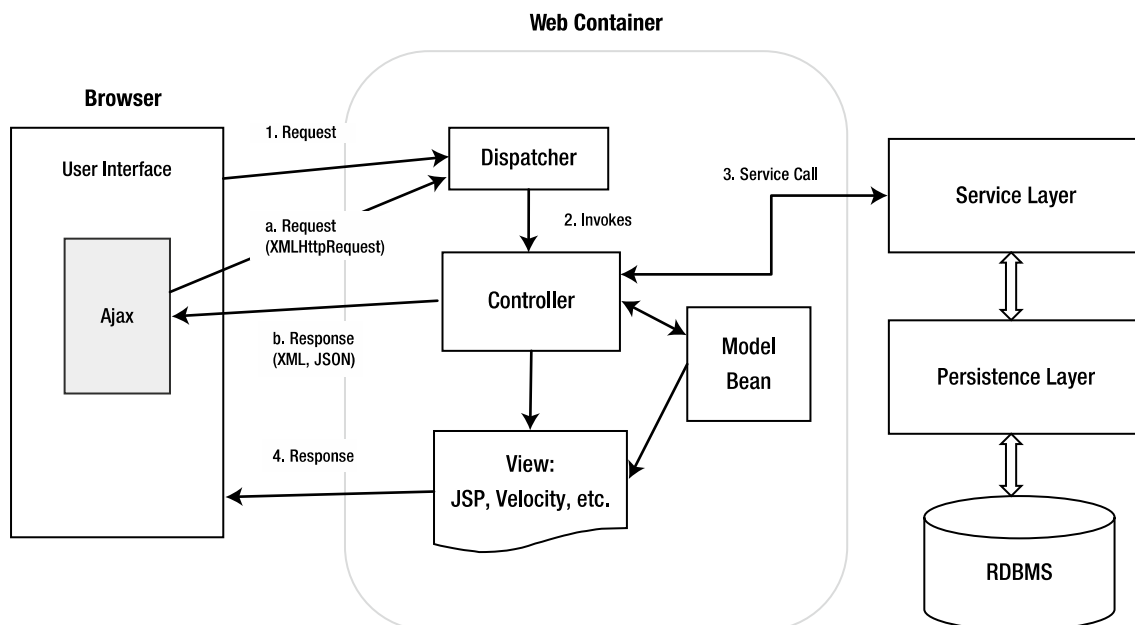 Web Container
Browser
1. Request
User Interface
Dispatcher
3. Service Call
Service Layer
a. Request
(XMLHttpRequest)
2. Invokes
Ajax
Controller
b. Response
(XML, JSON)
Model
Bean
Persistence Layer
4. Response
View:
JSP, Velocity, etc.
RDBMS